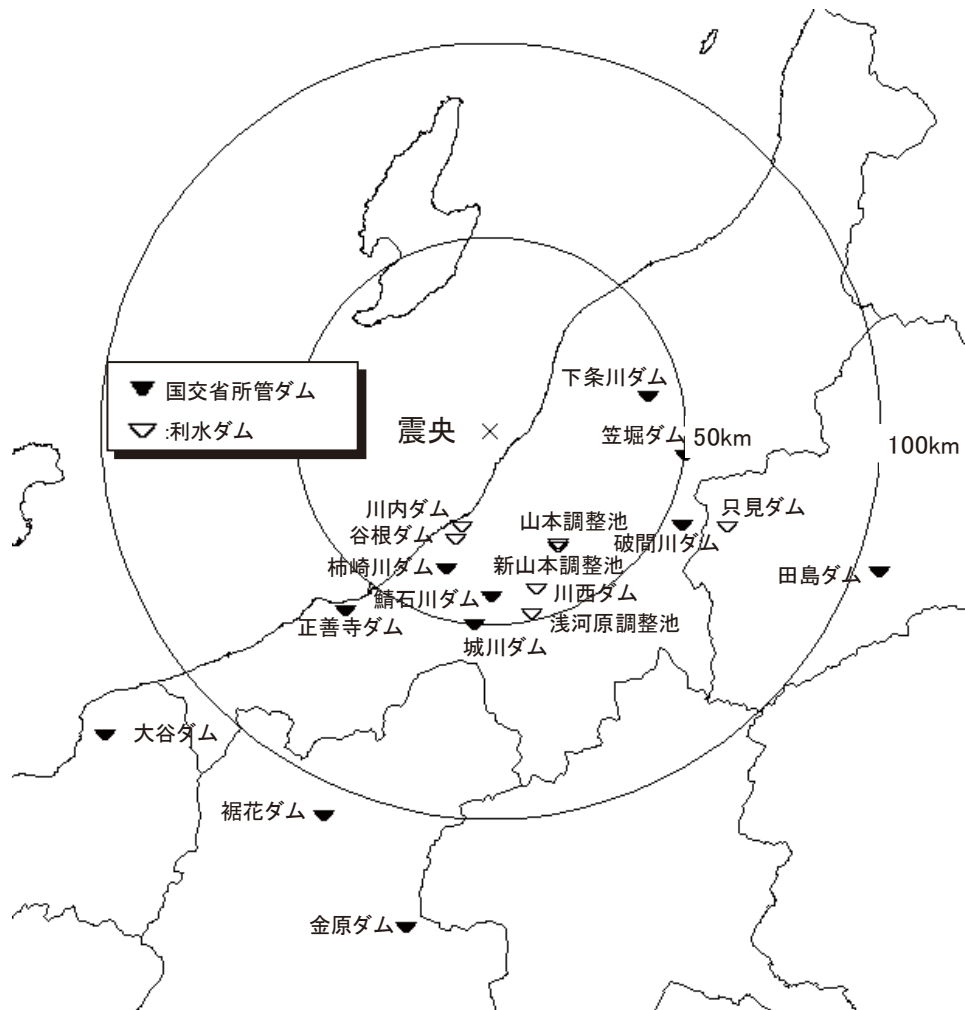 国交省所管ダム
:利水ダム
震央
下条川ダム
笠堀ダム
50km
100km
川内ダム
谷根ダム
山本調整池
只見ダム
破間川ダム
柿崎川ダム
新山本調整池
田島ダム
鯖石川ダム
川西ダム
正善寺ダム
浅河原調整池
城川ダム
大谷ダム
裾花ダム
金原ダム